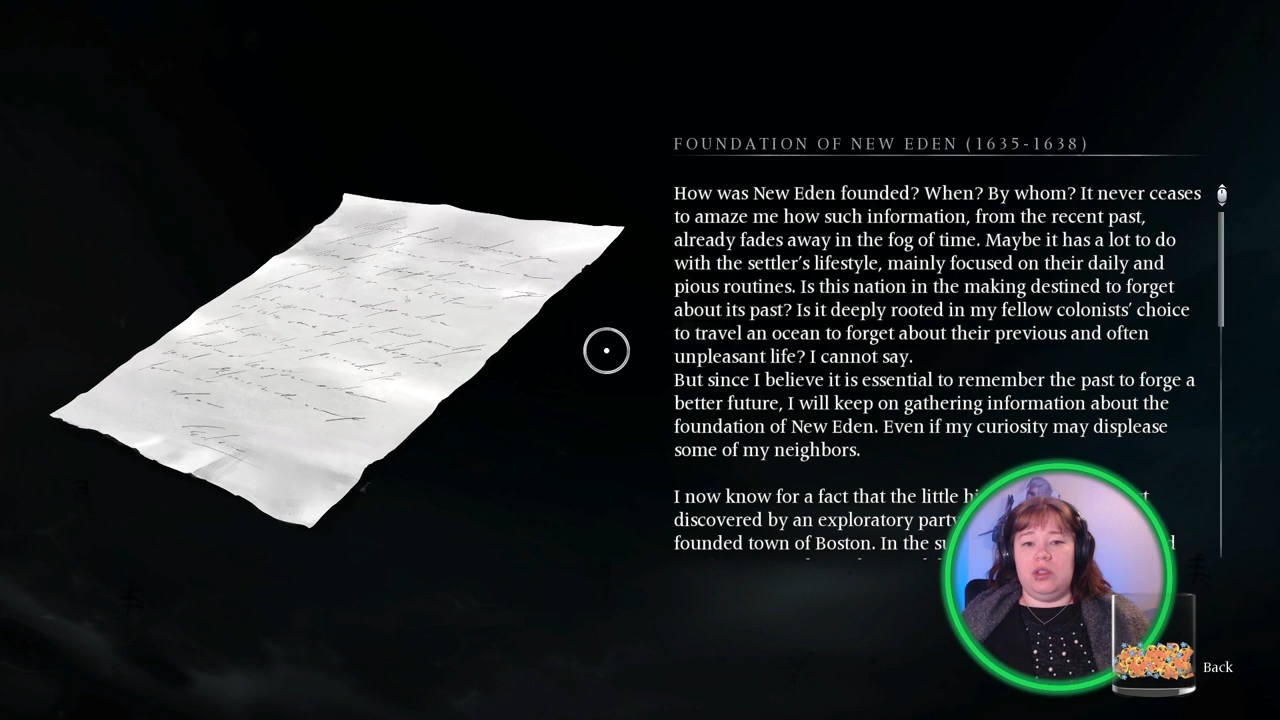 FOUNDATION OF NEW EDEN (1635-1638)
How was New Eden founded? When? By whom? It never ceases
to amaze me how such information, from the recent past,
already fades away in the fog of time. Maybe it has a lot to do
with the settler's lifestyle, mainly focused on their daily and
pious routines. Is this nation in the making destined to forget
about its past? Is it deeply rooted in my fellow colonists' choice
to travel an ocean to forget about their previous and often
unpleasant life? I cannot say.
But since I believe it is essential to remember the past to forge a
better future, I will keep on gathering information about the
foundation of New Eden. Even if my curiosity may displease
some of my neighbors.
I now know for a fact that the little
discovered by an exploratory party
founded town of Boston. In the
Back